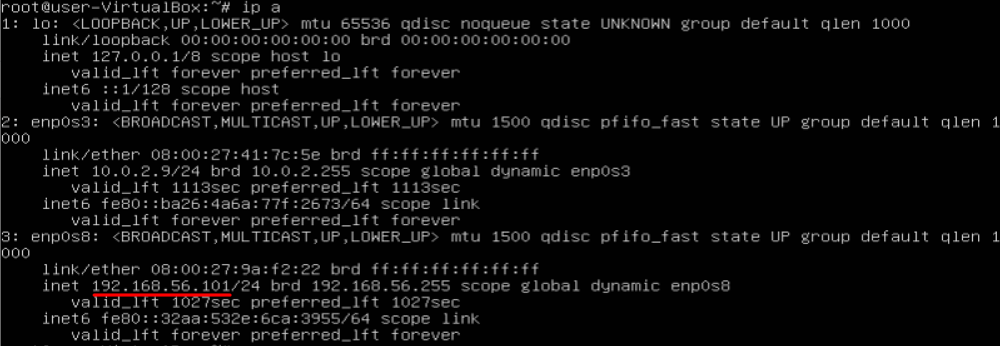 root@user-VirtualBox:~# ip a
1: lo: <LOOPBACK,UP,LOWER_UP> mtu 65536 qdisc noqueue state UNKNOWN group default qlen 1000
    link/loopback 00:00:00:00:00:00 brd 00:00:00:00:00:00
    inet 127.0.0.1/8 scope host lo
       valid_lft forever preferred_lft forever
    inet6 ::1/128 scope host
       valid_lft forever preferred_lft forever
2: enp0s3: <BROADCAST,MULTICAST,UP,LOWER_UP> mtu 1500 qdisc pfifo_fast state UP group default qlen 1
000
    link/ether 08:00:27:41:7c:5e brd ff:ff:ff:ff:ff:ff
    inet 10.0.2.9/24 brd 10.0.2.255 scope global dynamic enp0s3
       valid_lft 1113sec preferred_lft 1113sec
    inet6 fe80::ba26:4a6a:77f:2673/64 scope link
       valid_lft forever preferred_lft forever
3: enp0s8: <BROADCAST,MULTICAST,UP,LOWER_UP> mtu 1500 qdisc pfifo_fast state UP group default qlen 1
000
    link/ether 08:00:27:9a:f2:22 brd ff:ff:ff:ff:ff:ff
    inet 192.168.56.101/24 brd 192.168.56.255 scope global dynamic enp0s8
       valid_lft 1027sec preferred_lft 1027sec
    inet6 fe80::32aa:532e:6ca:3955/64 scope link
       valid_lft forever preferred_lft forever